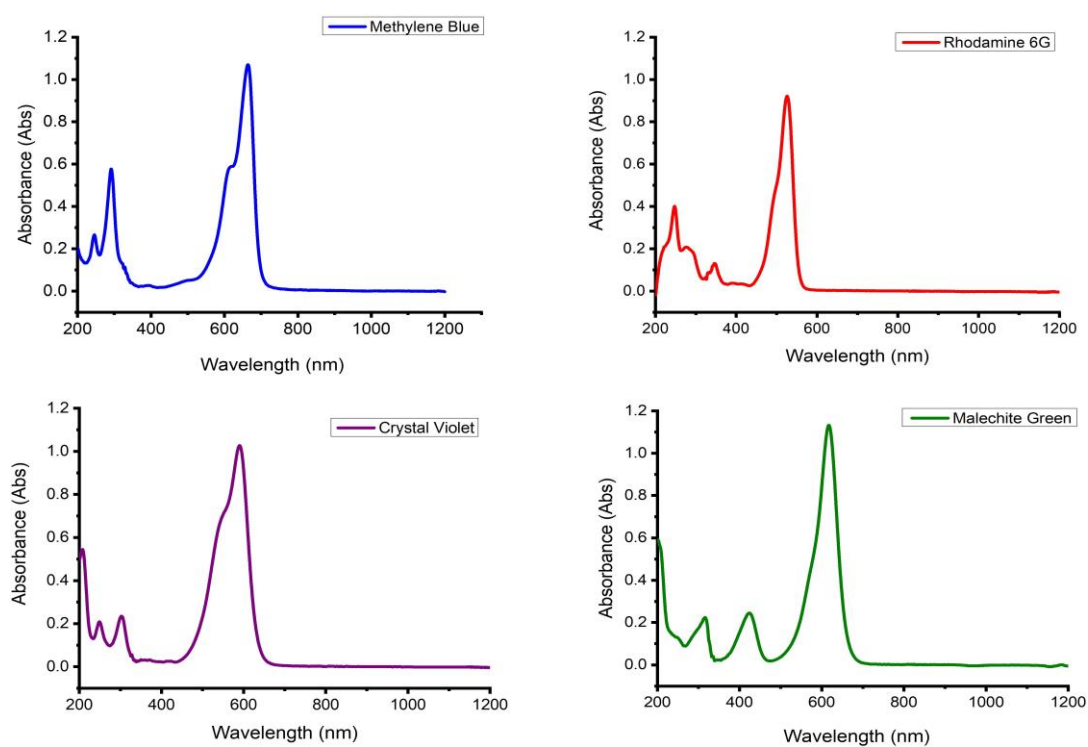 Methylene Blue
1.2
1.0
0.8
0.6
0.4
0.2
0.0
Absorbance (Abs)
200 400 600 800 1000 1200
Wavelength (nm)
Rhodamine 6G
1.2
1.0
0.8
0.6
0.4
0.2
0.0
Absorbance (Abs)
200 400 600 800 1000 1200
Wavelength (nm)
Crystal Violet
1.2
1.0
0.8
0.6
0.4
0.2
0.0
Absorbance (Abs)
200 400 600 800 1000 1200
Wavelength (nm)
Malechite Green
1.2
1.0
0.8
0.6
0.4
0.2
0.0
Absorbance (Abs)
200 400 600 800 1000 1200
Wavelength (nm)